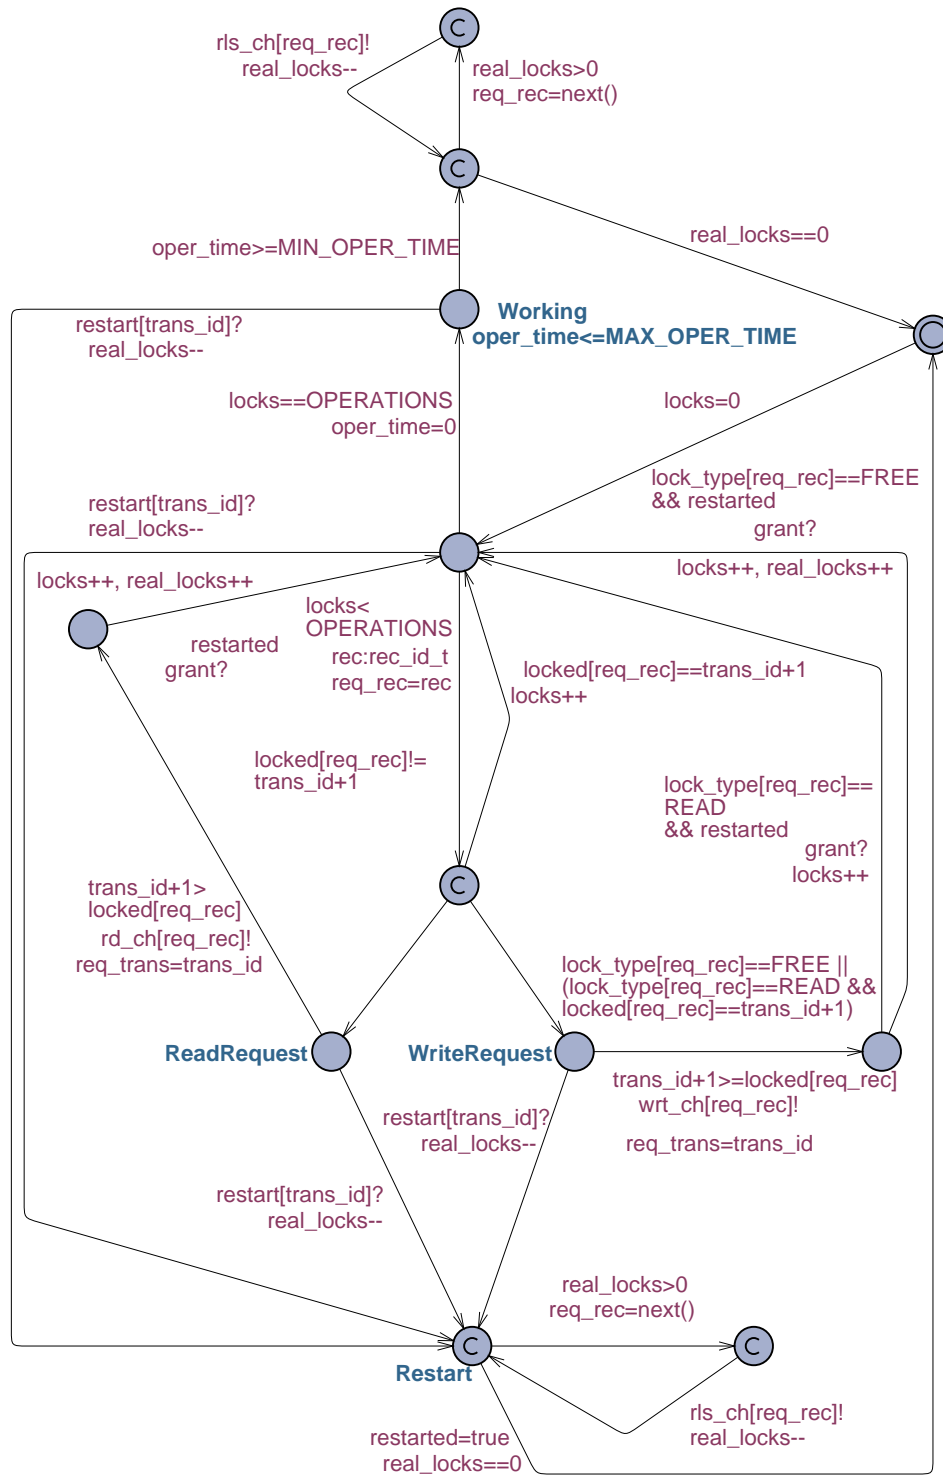 C
rls_ch[req_rec]!
real_locks--
real_locks>0
req_rec=next()
C
real_locks==0
oper_time>=MIN_OPER_TIME
restart[trans_id]?
real_locks--
Working
oper_time<=MAX_OPER_TIME
locks==OPERATIONS
oper_time=0
locks=0
restart[trans_id]?
real_locks--
lock_type[req_rec]==FREE
&& restarted
grant?
locks++, real_locks++
locks++, real_locks++
restarted
grant?
locks<
OPERATIONS
rec:rec_id_t
req_rec=rec
locked[req_rec]==trans_id+1
locks++
locked[req_rec]!=
trans_id+1
lock_type[req_rec]==
READ
&& restarted
grant?
locks++
C
trans_id+1>
locked[req_rec]
rd_ch[req_rec]!
req_trans=trans_id
lock_type[req_rec]==FREE ||
(lock_type[req_rec]==READ &&
locked[req_rec]==trans_id+1)
ReadRequest
WriteRequest
trans_id+1>=locked[req_rec]
wrt_ch[req_rec]!
req_trans=trans_id
restart[trans_id]?
real_locks--
restart[trans_id]?
real_locks--
real_locks>0
req_rec=next()
C
C
Restart
rls_ch[req_rec]!
real_locks--
restarted=true
real_locks==0